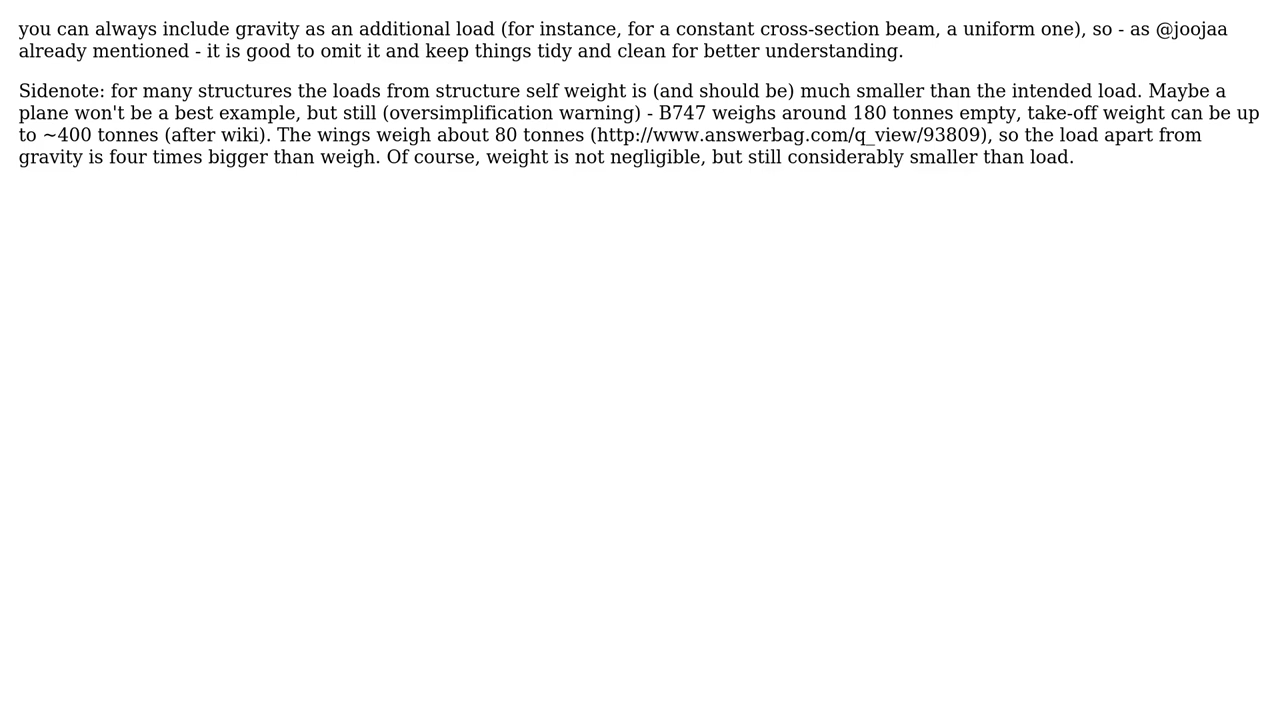 you can always include gravity as an additional load (for instance, for a constant cross-section beam, a uniform one), so - as @joojaa
already mentioned - it is good to omit it and keep things tidy and clean for better understanding.
Sidenote: for many structures the loads from structure self weight is (and should be) much smaller than the intended load. Maybe a
plane won't be a best example, but still (oversimplification warning) - B747 weighs around 180 tonnes empty, take-off weight can be up
to ~400 tonnes (after wiki). The wings weigh about 80 tonnes (http://www.answerbag.com/q_view/93809), so the load apart from
gravity is four times bigger than weigh. Of course, weight is not negligible, but still considerably smaller than load.